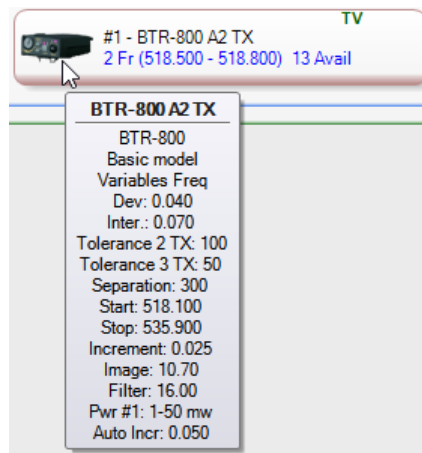 TV
#1 - BTR-800 A2 TX
2 Fr (518.500 - 518.800) 13 Avail
BTR-800 A2 TX
BTR-800
Basic model
Variables Freq
Dev: 0.040
Inter.: 0.070
Tolerance 2 TX: 100
Tolerance 3 TX: 50
Separation: 300
Start: 518.100
Stop: 535.900
Increment: 0.025
Image: 10.70
Filter: 16.00
Pwr #1: 1-50 mw
Auto Incr: 0.050